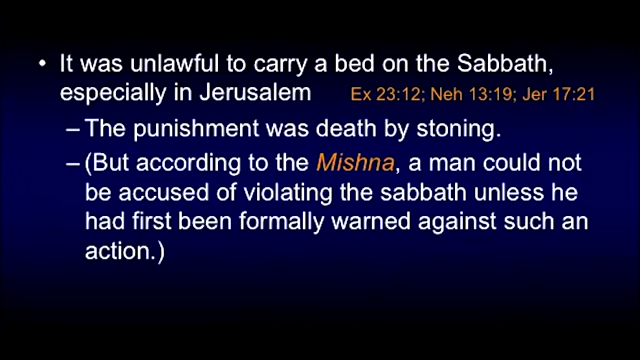 • It was unlawful to carry a bed on the Sabbath,
especially in Jerusalem Ex 23:12; Neh 13:19; Jer 17:21
– The punishment was death by stoning.
– (But according to the Mishna, a man could not
be accused of violating the sabbath unless he
had first been formally warned against such an
action.)